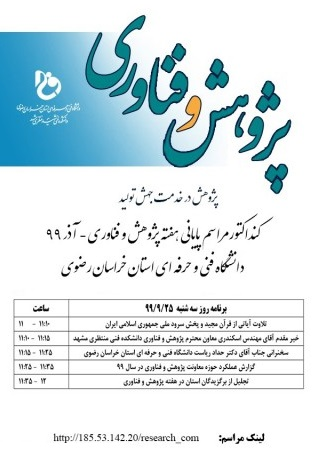 پژوهش و فناوری
پژوهش در خدمت جهش تولید
کنداکتور مراسم پایانی هفته پژوهش و فناوری - آذر ۹۹
دانشگاه فنی و حرفه ای استان خراسان رضوی
برنامه روز سه شنبه ۹۹/۹/۲۵ ساعت
تلاوت آیاتی از قرآن مجید و پخش سرود ملی جمهوری اسلامی ایران ۱۱:۱۰ - ۱۱
خیر مقدم آقای مهندس اسکندری معاون محترم پژوهش و فناوری دانشکده فنی منتظری مشهد ۱۱:۱۵ - ۱۱:۱۰
سخنرانی جناب آقای دکتر حداد ریاست دانشگاه فنی و حرفه ای استان خراسان رضوی ۱۱:۲۵ - ۱۱:۱۵
گزارش عملکرد حوزه معاونت پژوهش و فناوری در سال ۹۹ ۱۱:۳۵ - ۱۱:۲۵
تجلیل از برگزیدگان استان در هفته پژوهش و فناوری ۱۲ - ۱۱:۳۵
لینک مراسم: http://185.53.142.20/research_com